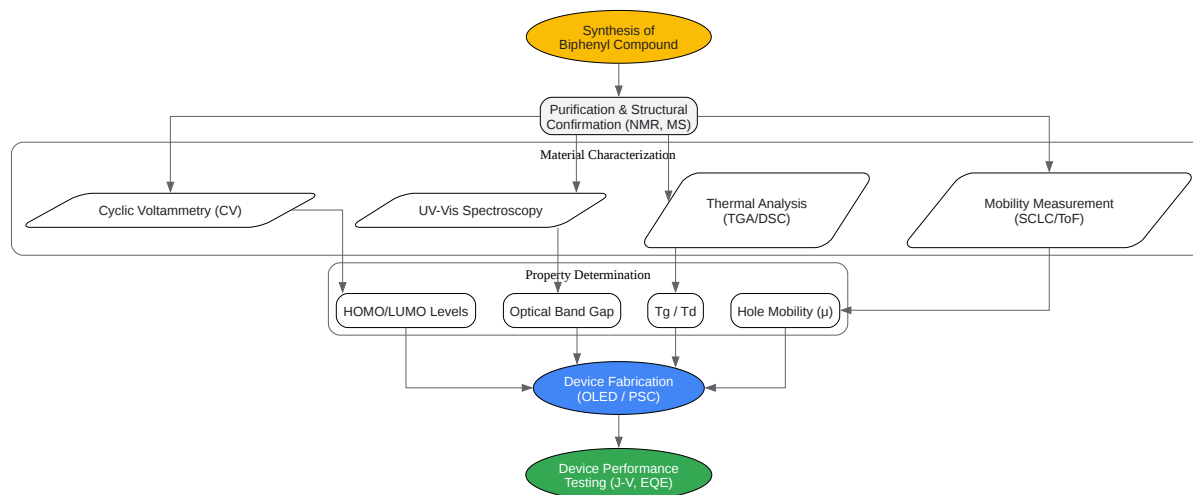 Synthesis of
Biphenyl Compound
Purification & Structural
Confirmation (NMR, MS)
Material Characterization
Cyclic Voltammetry (CV)
UV-Vis Spectroscopy
Thermal Analysis
(TGA/DSC)
Mobility Measurement
(SCLC/ToF)
Property Determination
HOMO/LUMO Levels
Optical Band Gap
Tg / Td
Hole Mobility (μ)
Device Fabrication
(OLED / PSC)
Device Performance
Testing (J-V, EQE)